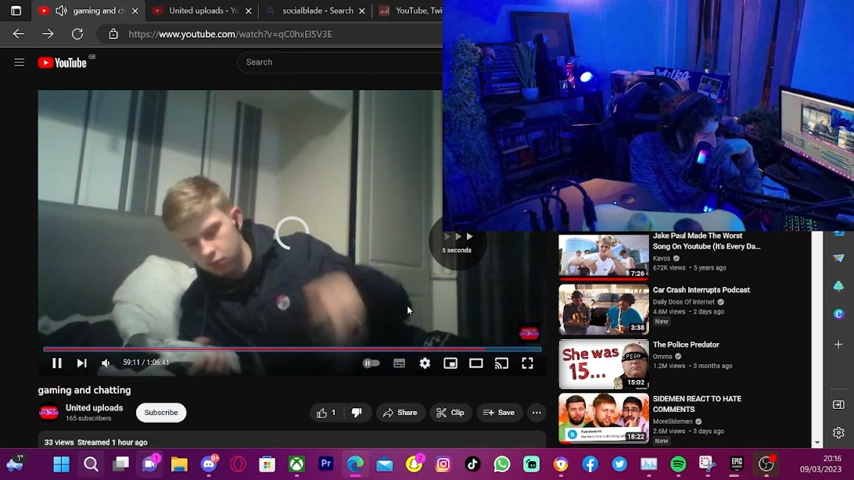 gaming and ch
United uploads - Yo
socialblade - Search
YouTube, Twi
https://www.youtube.com/watch?v=qC0hxEI5V3E
YouTube GB
Search
5 seconds
59:11 / 1:06:41
gaming and chatting
United uploads
165 subscribers
Subscribe
1
Share
Clip
Save
33 views Streamed 1 hour ago
Jake Paul Made The Worst
Song On Youtube (It's Every Da...
Kavos
672K views • 5 years ago
7:26
Car Crash Interrupts Podcast
Daily Dose Of Internet
4.6M views • 2 days ago
New
3:38
She was
15...
The Police Predator
Omma
1.2M views • 3 months ago
15:02
SIDEMEN REACT TO HATE
COMMENTS
MoreSidemen
2.6M views • 3 days ago
New
18:22
Pr
EPIC
20:16
09/03/2023